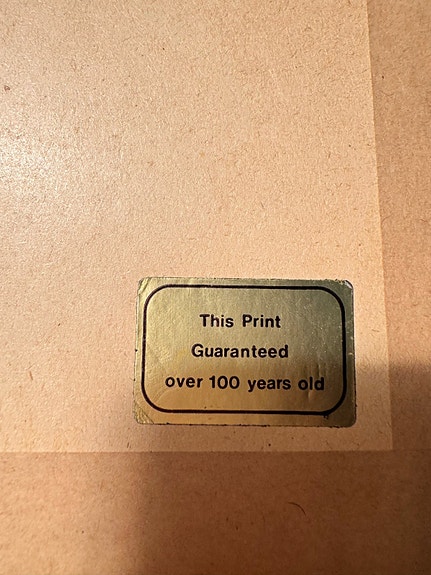 This Print
Guaranteed
over 100 years old